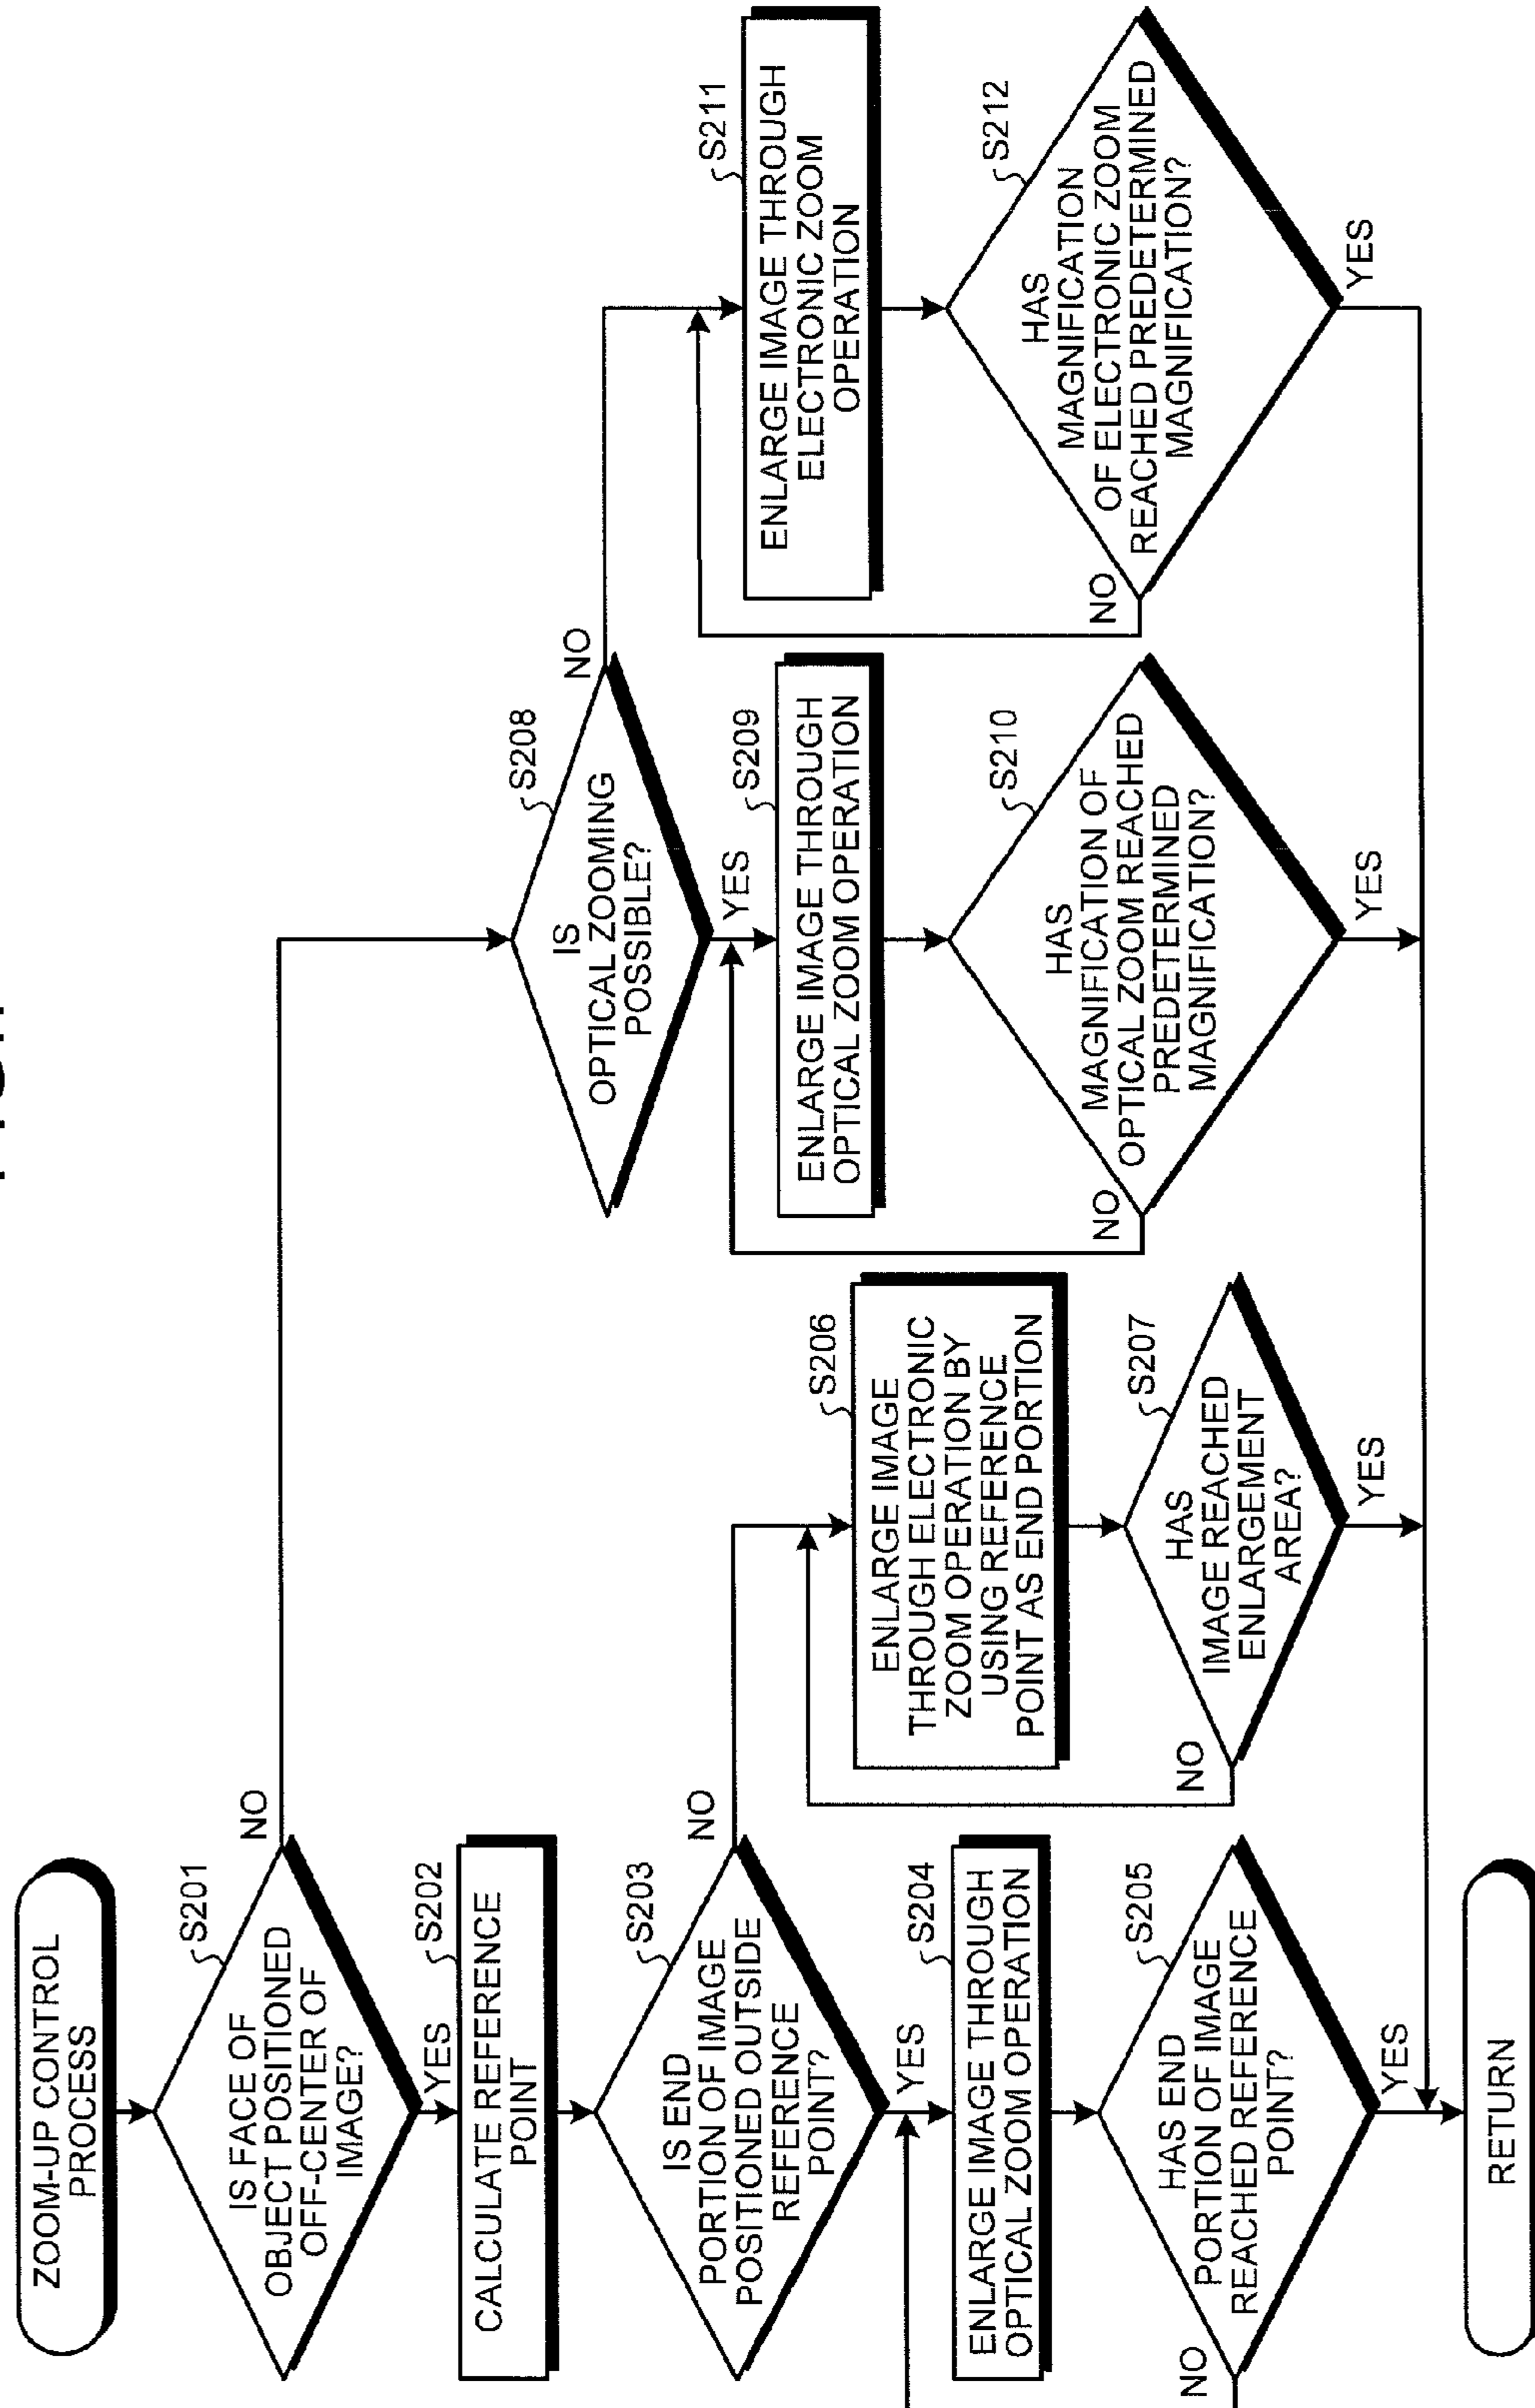 ZOOM-UP CONTROL
PROCESS
S201
IS FACE OF
OBJECT POSITIONED
OFF-CENTER OF
IMAGE?
NO
YES
S202
CALCULATE REFERENCE
POINT
S203
IS END
PORTION OF IMAGE
POSITIONED OUTSIDE
REFERENCE
POINT?
NO
YES
S204
ENLARGE IMAGE THROUGH
OPTICAL ZOOM OPERATION
S205
HAS END
PORTION OF IMAGE
REACHED REFERENCE
POINT?
NO
YES
S206
ENLARGE IMAGE
THROUGH ELECTRONIC
ZOOM OPERATION BY
USING REFERENCE
POINT AS END PORTION
S207
HAS
IMAGE REACHED
ENLARGEMENT
AREA?
NO
YES
S208
IS
OPTICAL ZOOMING
POSSIBLE?
NO
YES
S209
ENLARGE IMAGE THROUGH
OPTICAL ZOOM OPERATION
S210
HAS
MAGNIFICATION OF
OPTICAL ZOOM REACHED
PREDETERMINED
MAGNIFICATION?
NO
YES
S211
ENLARGE IMAGE THROUGH
ELECTRONIC ZOOM
OPERATION
S212
HAS
MAGNIFICATION
OF ELECTRONIC ZOOM
REACHED PREDETERMINED
MAGNIFICATION?
NO
YES
RETURN